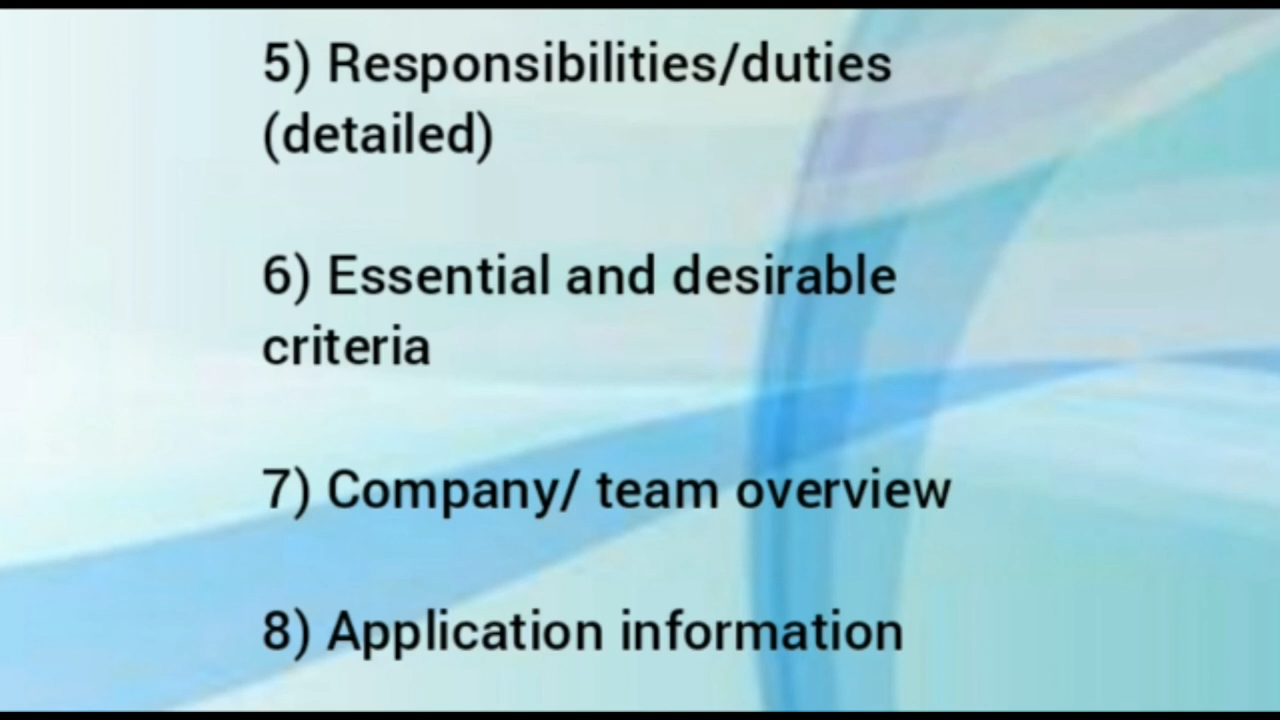 5) Responsibilities/duties
(detailed)
6) Essential and desirable
criteria
7) Company/ team overview
8) Application information